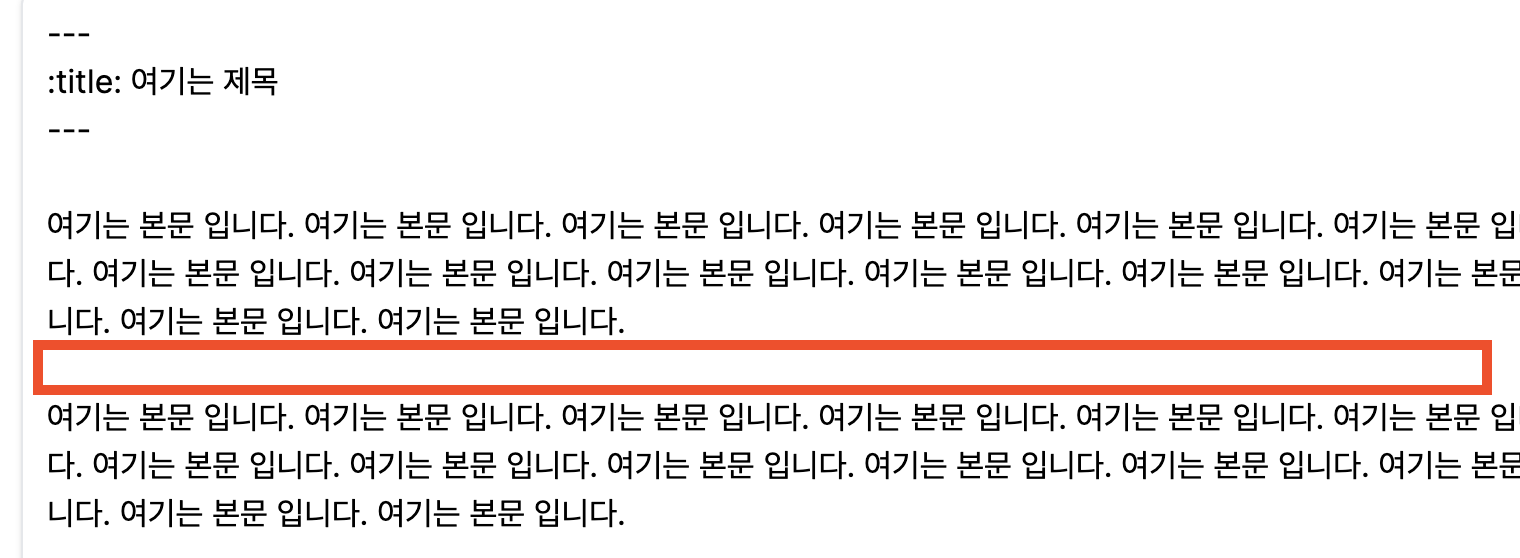 ---
:title: 여기는 제목
---
여기는 본문 입니다. 여기는 본문 입니다. 여기는 본문 입니다. 여기는 본문 입니다. 여기는 본문 입니다. 여기는 본문 입
다. 여기는 본문 입니다. 여기는 본문 입니다. 여기는 본문 입니다. 여기는 본문 입니다. 여기는 본문 입니다. 여기는 본문
니다. 여기는 본문 입니다. 여기는 본문 입니다.
여기는 본문 입니다. 여기는 본문 입니다. 여기는 본문 입니다. 여기는 본문 입니다. 여기는 본문 입니다. 여기는 본문 입
다. 여기는 본문 입니다. 여기는 본문 입니다. 여기는 본문 입니다. 여기는 본문 입니다. 여기는 본문 입니다. 여기는 본문
니다. 여기는 본문 입니다. 여기는 본문 입니다.